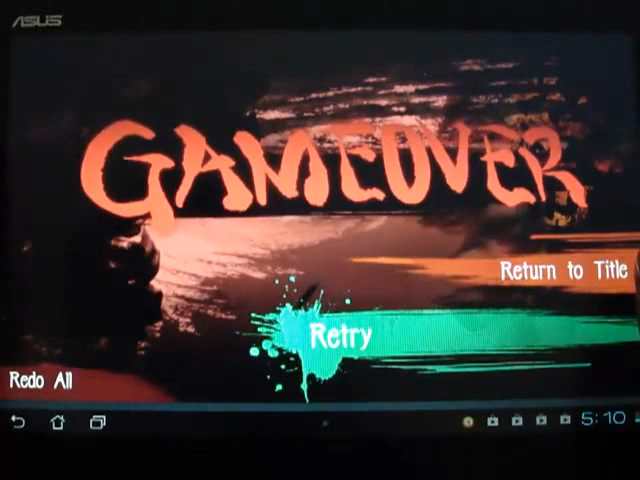 ASUS
GAMEOVER
Return to Title
Retry
Redo All
5:10